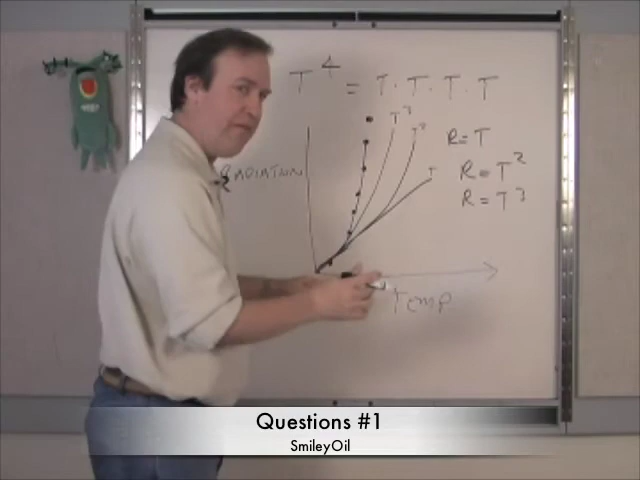 T⁴ = T · T · T · T
T³
T²
T
R = T
R = T²
R = T³
RADIATION
Temp
Questions #1
SmileyOil